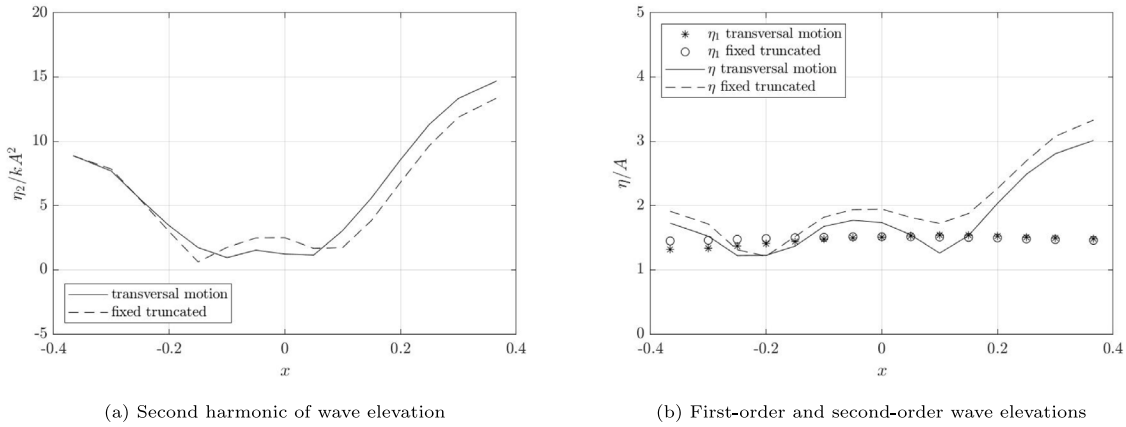 20
15
10
5
0
-5
η₂/kA²
transversal motion
fixed truncated
-0.4
-0.2
0
0.2
0.4
x
(a) Second harmonic of wave elevation
5
4
3
2
1
0
η/A
η₁ transversal motion
η₁ fixed truncated
η transversal motion
η fixed truncated
-0.4
-0.2
0
0.2
0.4
x
(b) First-order and second-order wave elevations